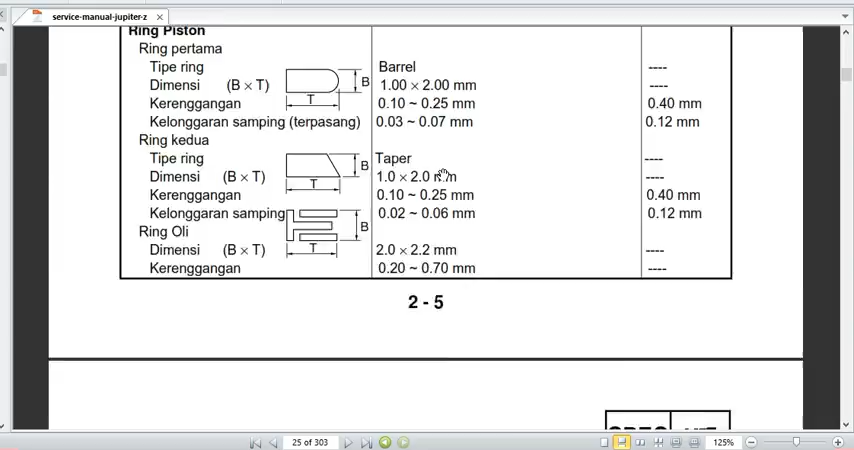 service-manual-jupiter-z
Ring Piston
Ring pertama
Tipe ring Barrel ----
Dimensi (B × T) B T 1.00 × 2.00 mm ----
Kerenggangan 0.10 ~ 0.25 mm 0.40 mm
Kelonggaran samping (terpasang) 0.03 ~ 0.07 mm 0.12 mm
Ring kedua
Tipe ring Taper ----
Dimensi (B × T) B T 1.0 × 2.0 mm ----
Kerenggangan 0.10 ~ 0.25 mm 0.40 mm
Kelonggaran samping 0.02 ~ 0.06 mm 0.12 mm
Ring Oli B
Dimensi (B × T) T 2.0 × 2.2 mm ----
Kerenggangan 0.20 ~ 0.70 mm ----
2 - 5
25 of 303
125%